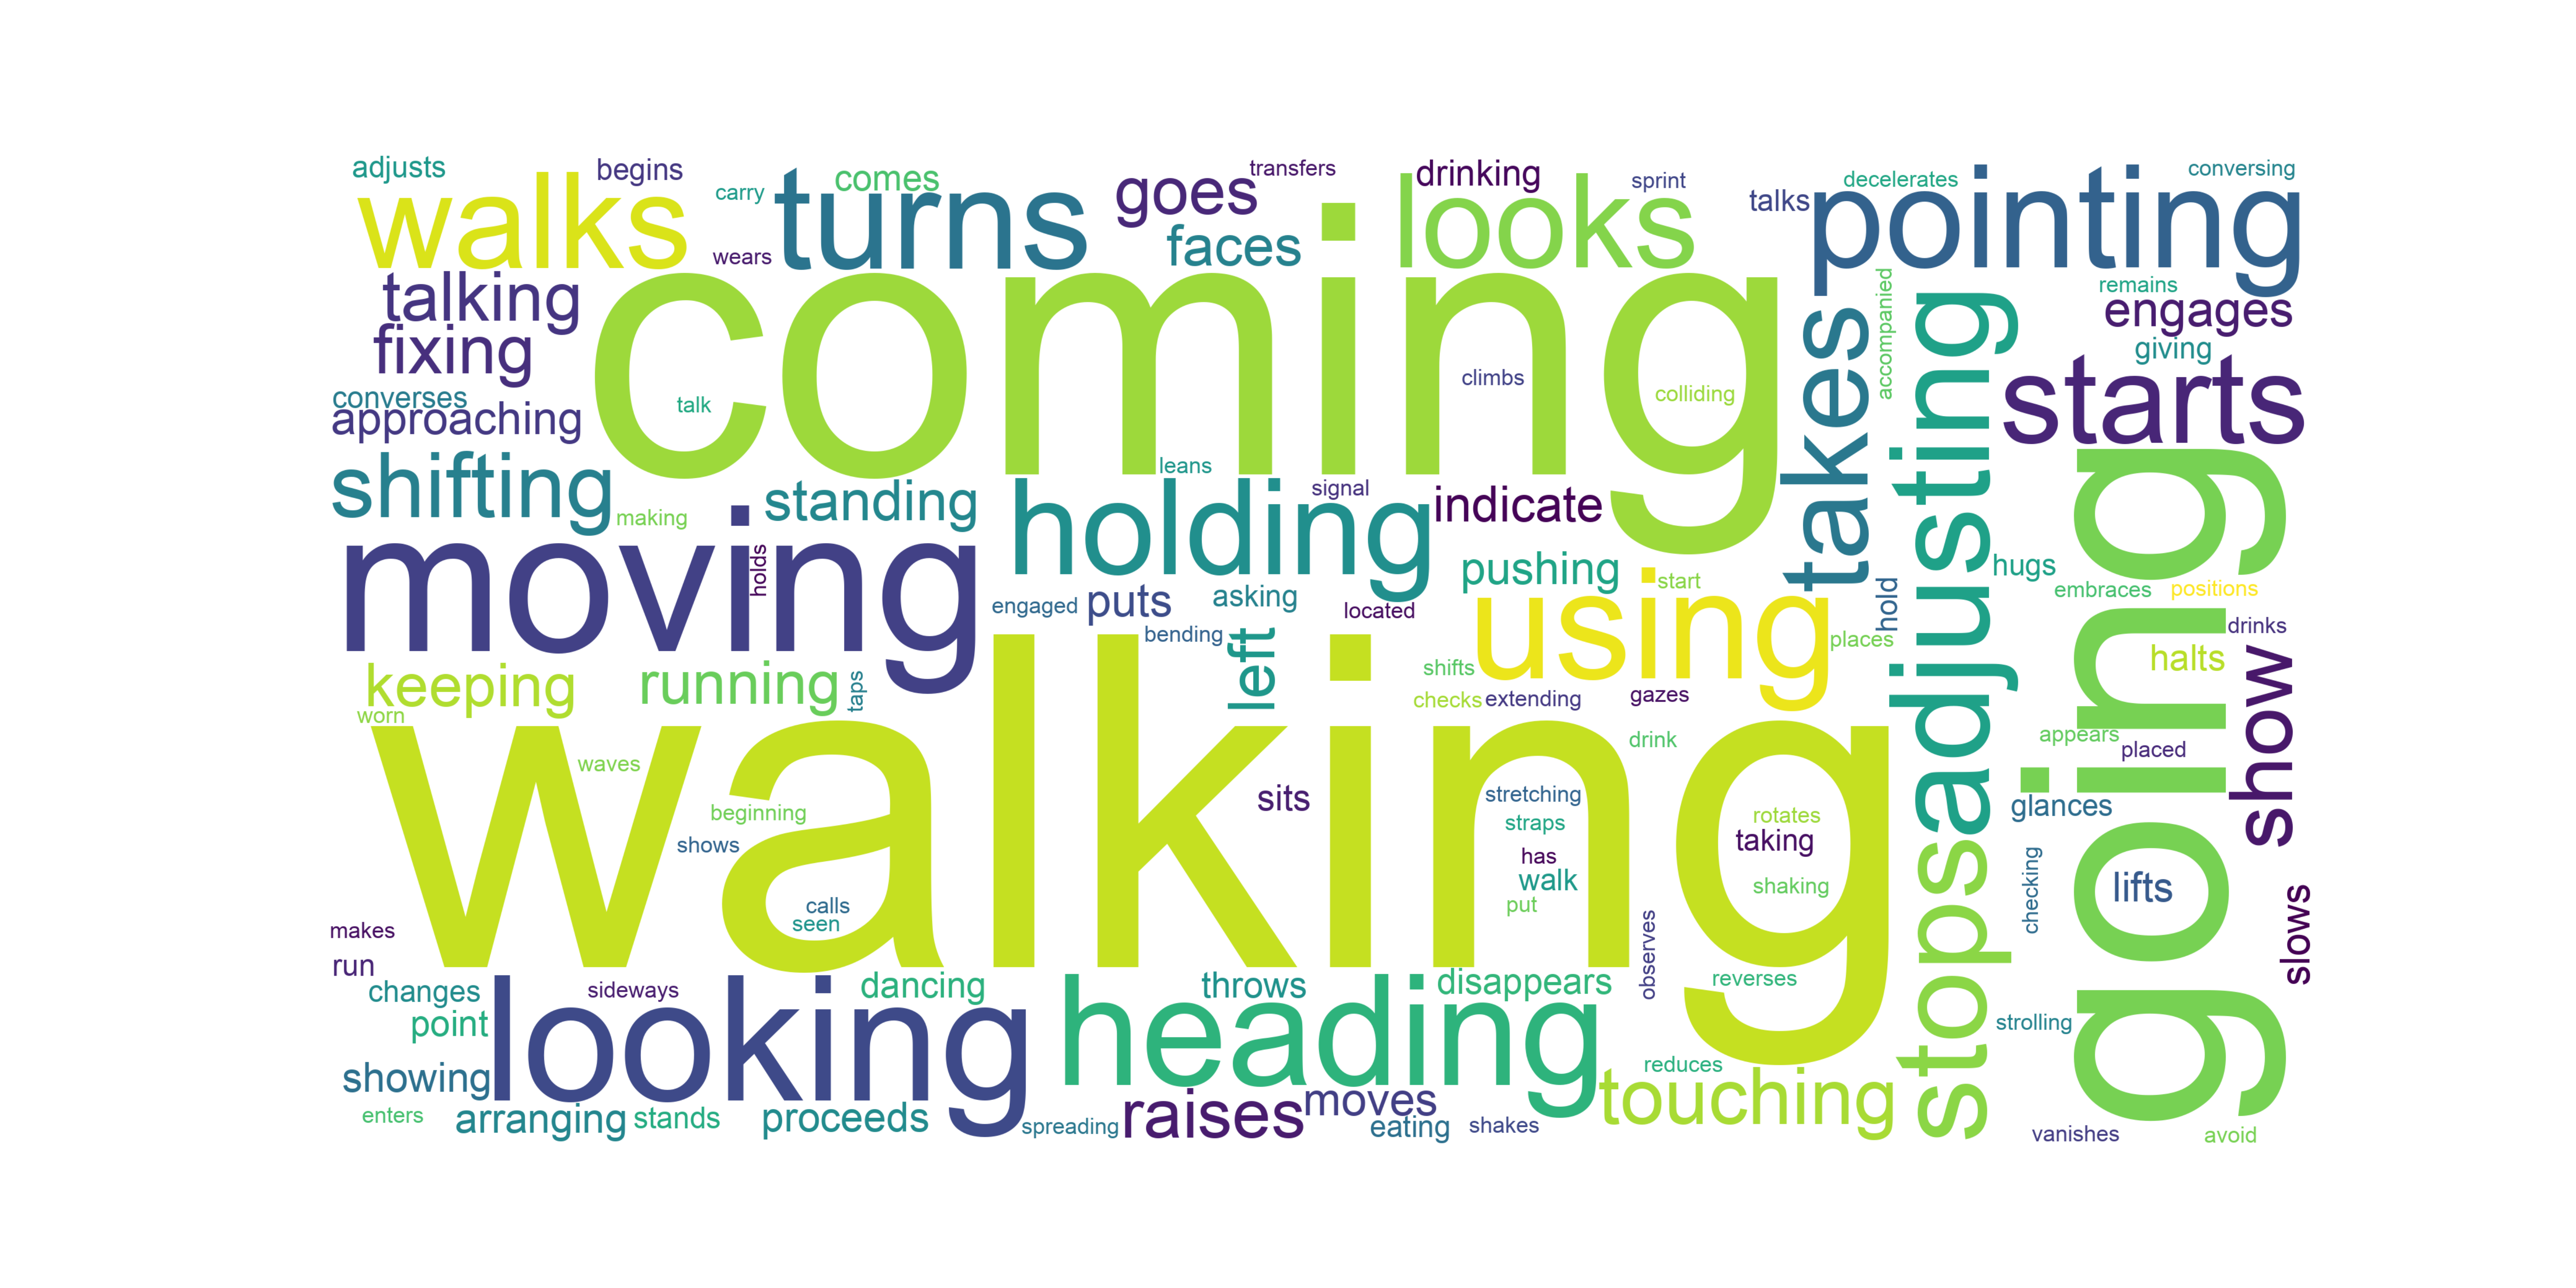 adjusts
begins
carry
comes
goes
transfers
drinking
sprint
talks
decelerates
conversing
walks
turns
faces
looks
pointing
wears
talking
coming
takes
accompanied
adjusting
remains
engages
fixing
giving
climbs
colliding
starts
converses
talk
approaching
shifting
leans
making
standing
holding
signal
indicate
going
moving
holds
engaged
puts
asking
located
pushing
start
using
hold
hugs
embraces
positions
bending
left
places
drinks
keeping
running
taps
shifts
halts
show
worn
checks
extending
gazes
walking
waves
drink
appears
placed
beginning
sits
stretching
rotates
glances
shows
straps
taking
has
walk
shaking
checking
lifts
calls
put
seen
observes
stops
slows
makes
run
changes
sideways
dancing
throws
disappears
reverses
point
looking
heading
strolling
showing
reduces
touching
enters
arranging
stands
proceeds
spreading
raises
moves
eating
shakes
vanishes
avoid